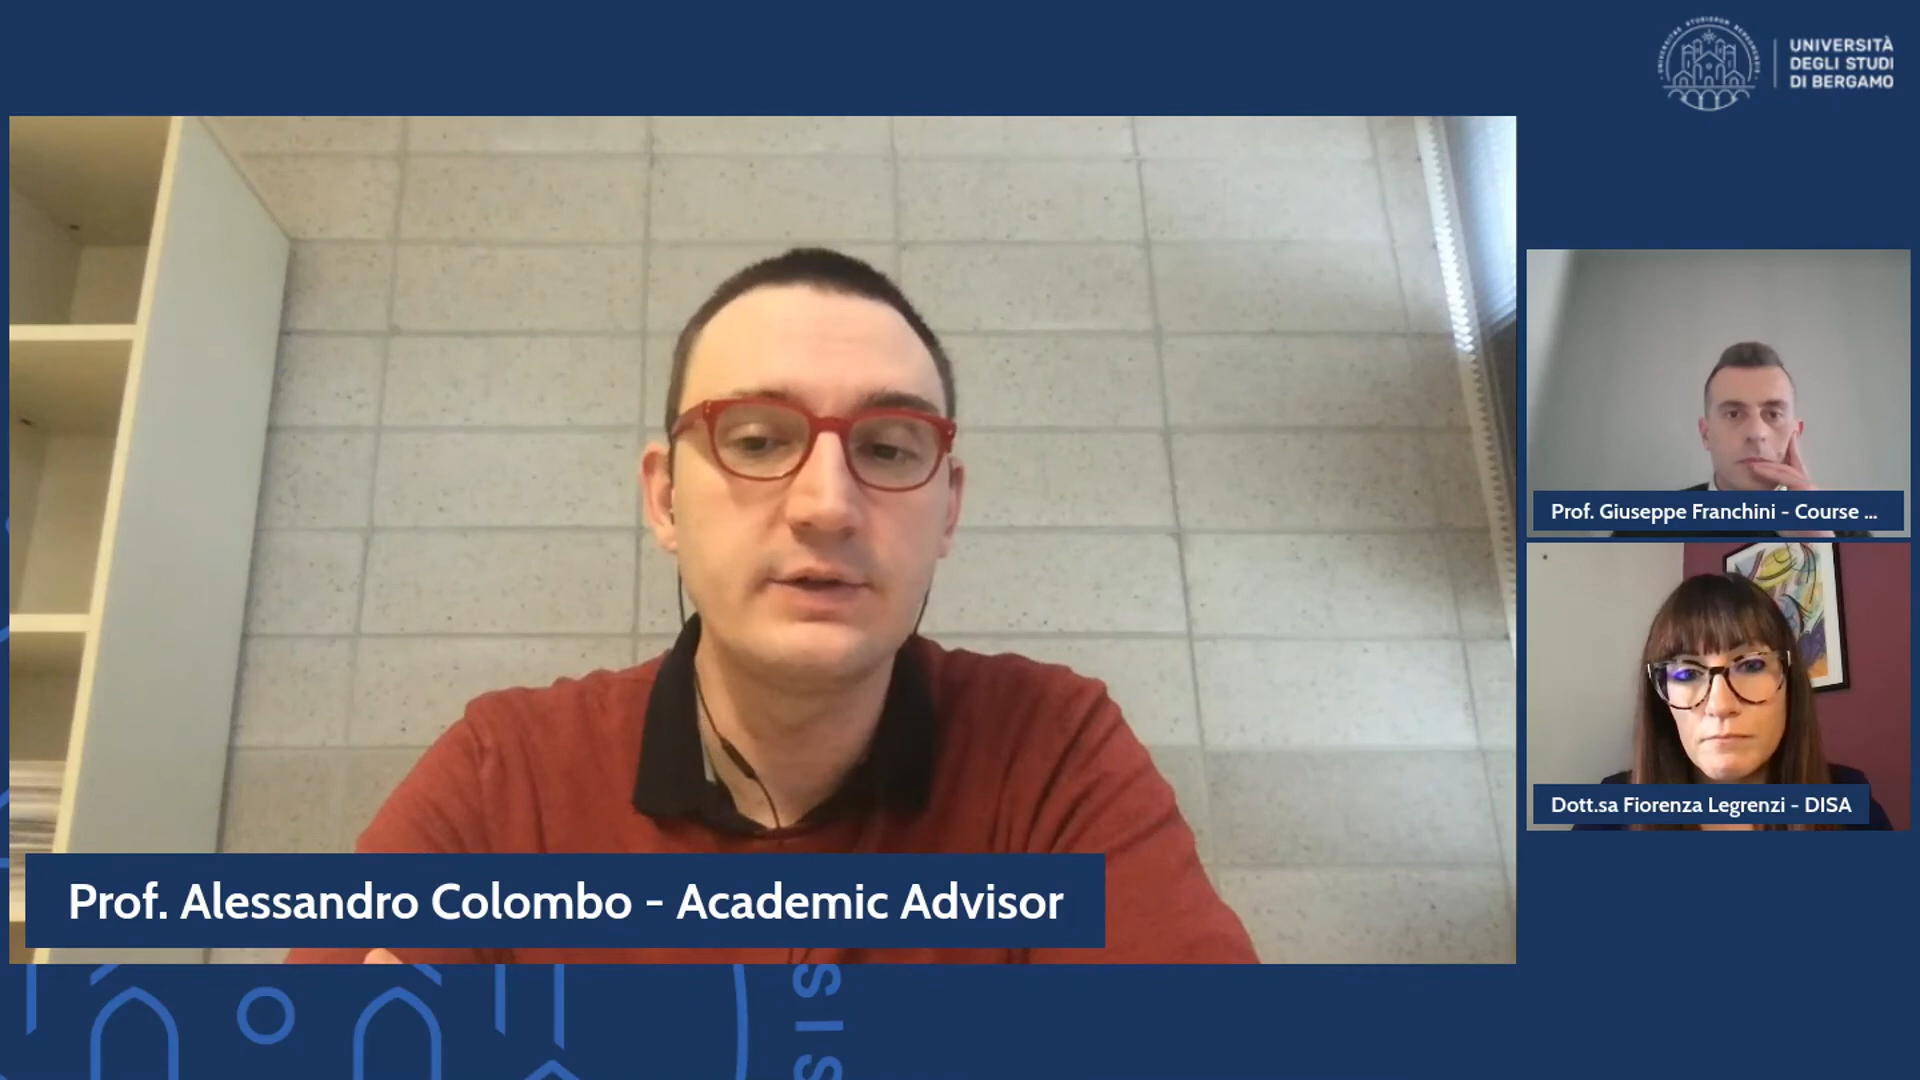 UNIVERSITÀ
DEGLI STUDI
DI BERGAMO
Prof. Giuseppe Franchini - Course ...
Dott.sa Fiorenza Legrenzi - DISA
Prof. Alessandro Colombo - Academic Advisor
SIS